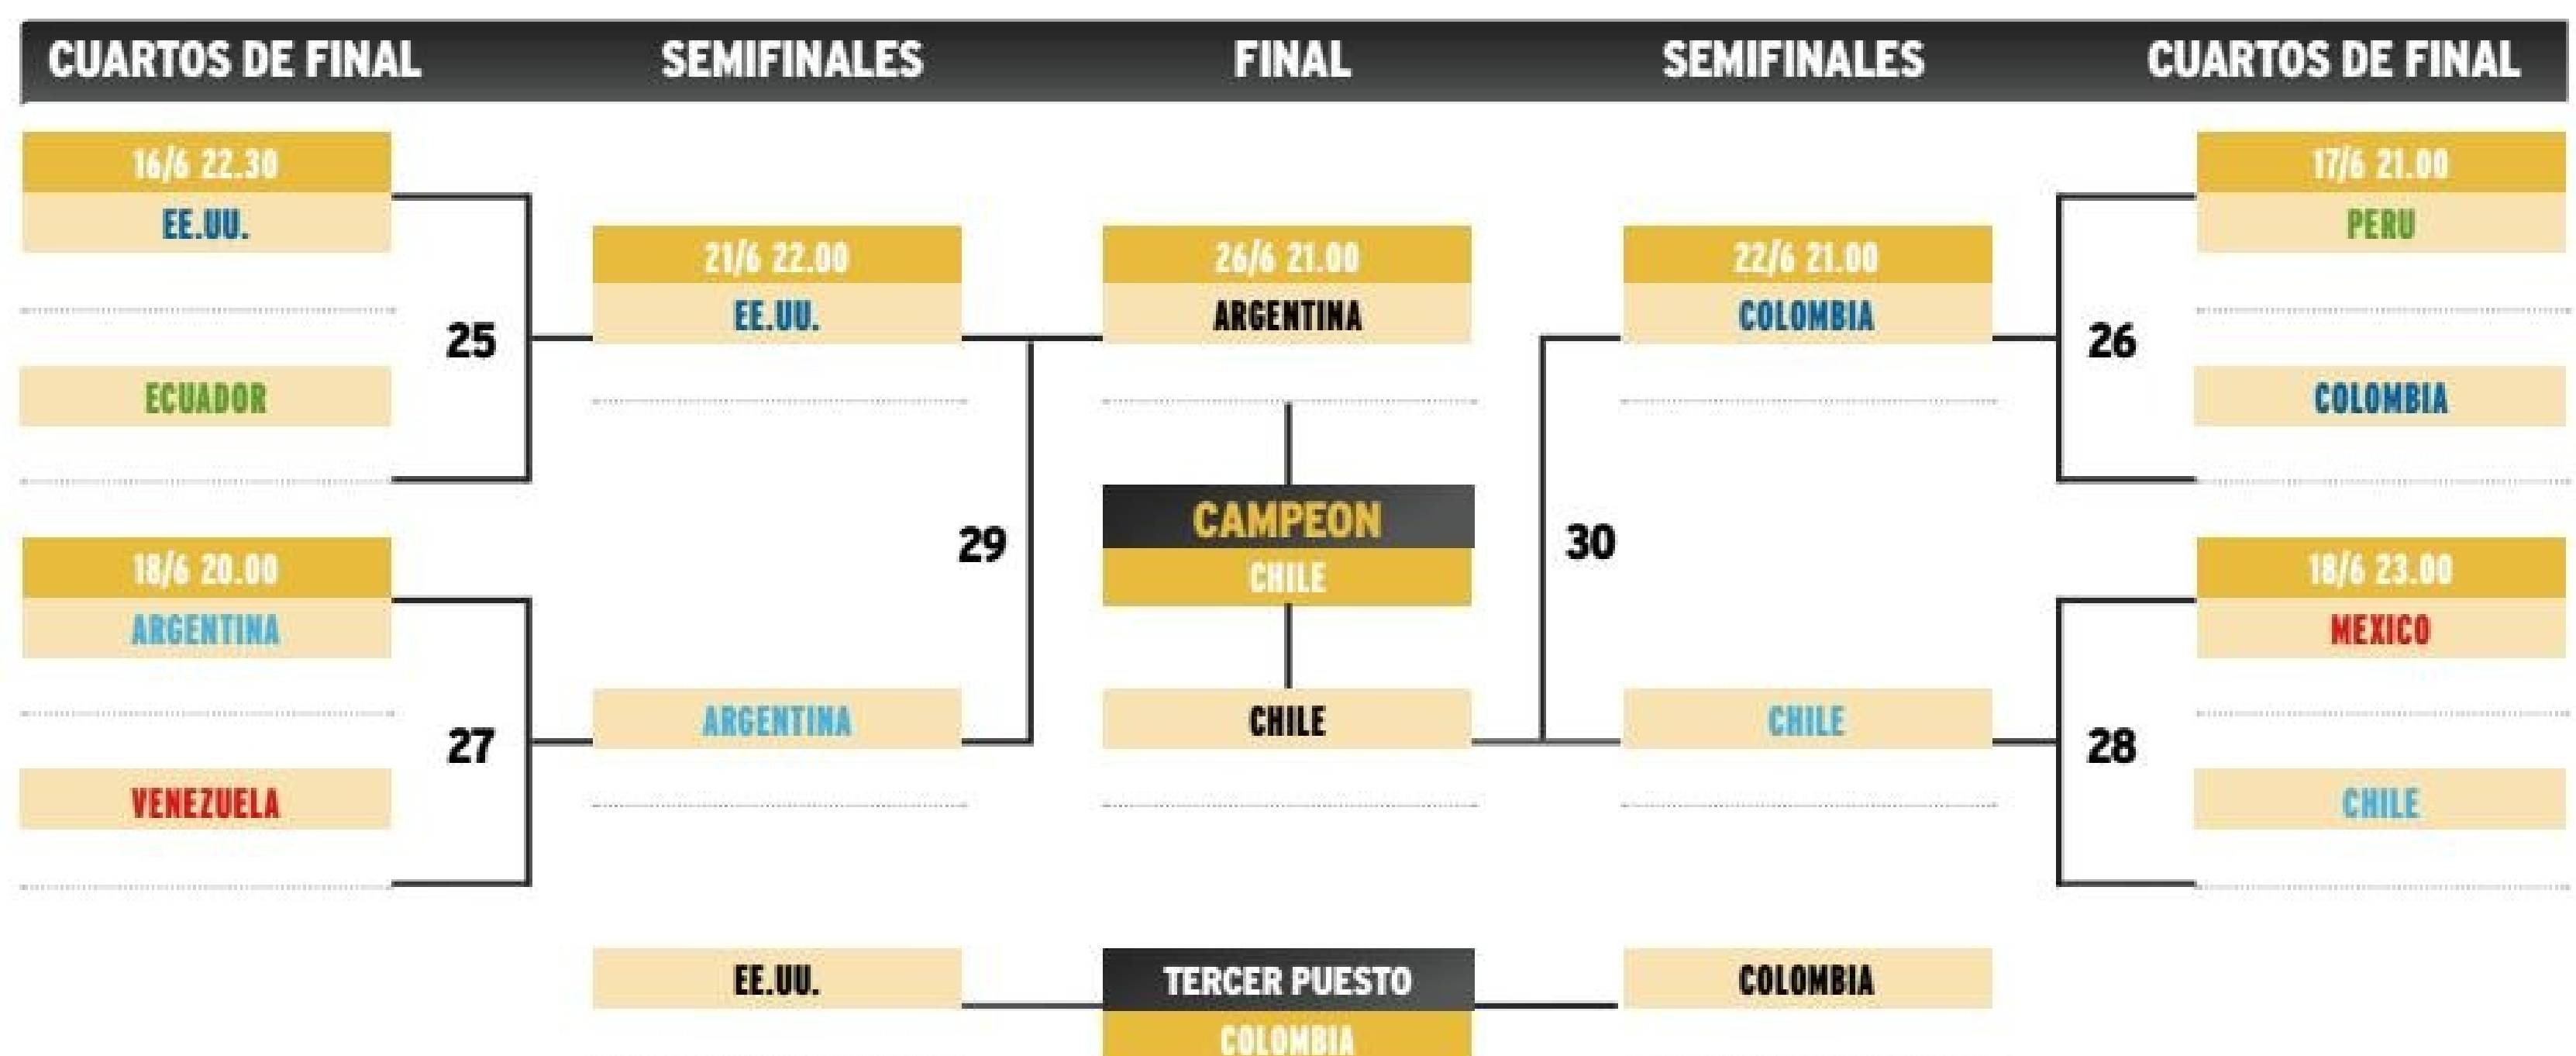 CUARTOS DE FINAL
SEMIFINALES
FINAL
SEMIFINALES
CUARTOS DE FINAL
16/6 22.30
EE.UU.
25
ECUADOR
18/6 20.00
ARGENTINA
27
VENEZUELA
21/6 22.00
EE.UU.
29
ARGENTINA
26/6 21.00
ARGENTINA
CAMPEON
CHILE
CHILE
22/6 21.00
COLOMBIA
30
CHILE
17/6 21.00
PERU
26
COLOMBIA
18/6 23.00
MEXICO
28
CHILE
EE.UU.
TERCER PUESTO
COLOMBIA
COLOMBIA